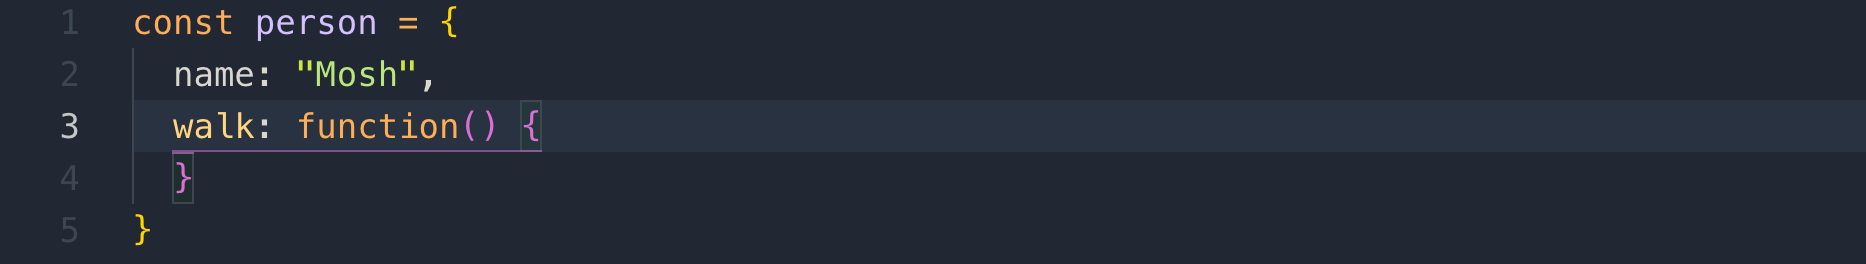 1 const person = {
2 name: "Mosh",
3 walk: function() {
4 }
5 }